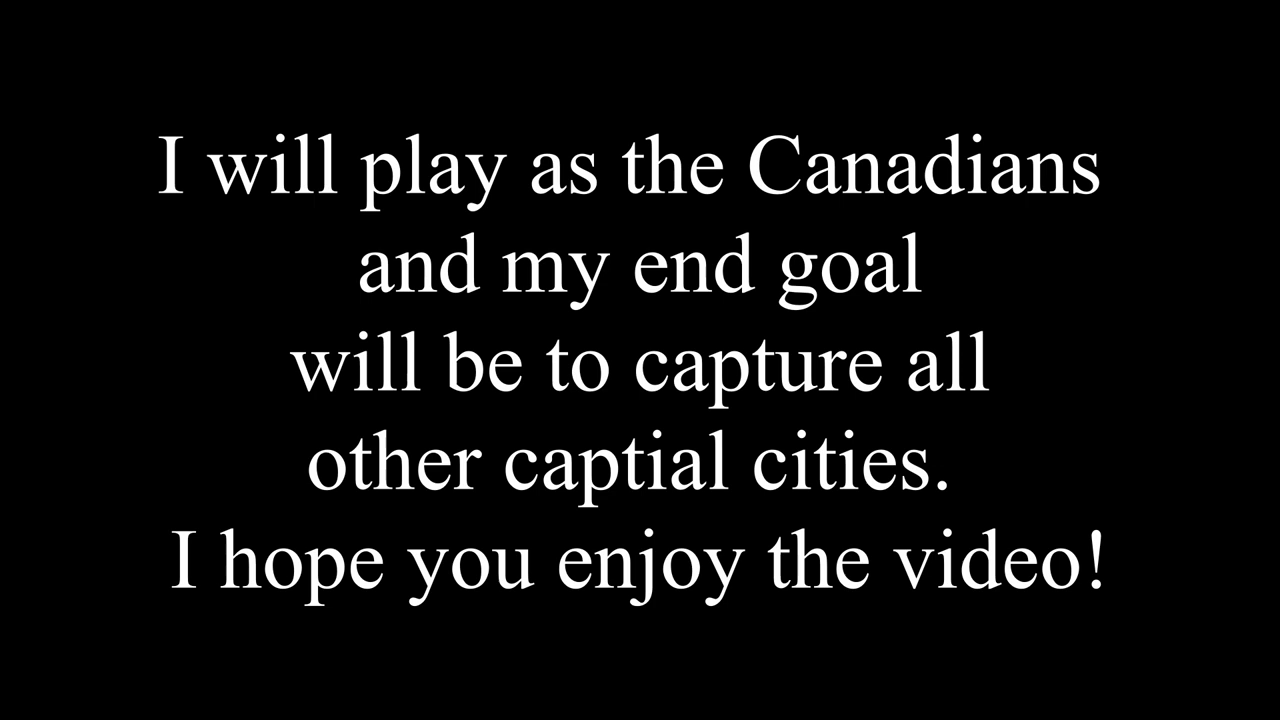 I will play as the Canadians
and my end goal
will be to capture all
other captial cities.
I hope you enjoy the video!